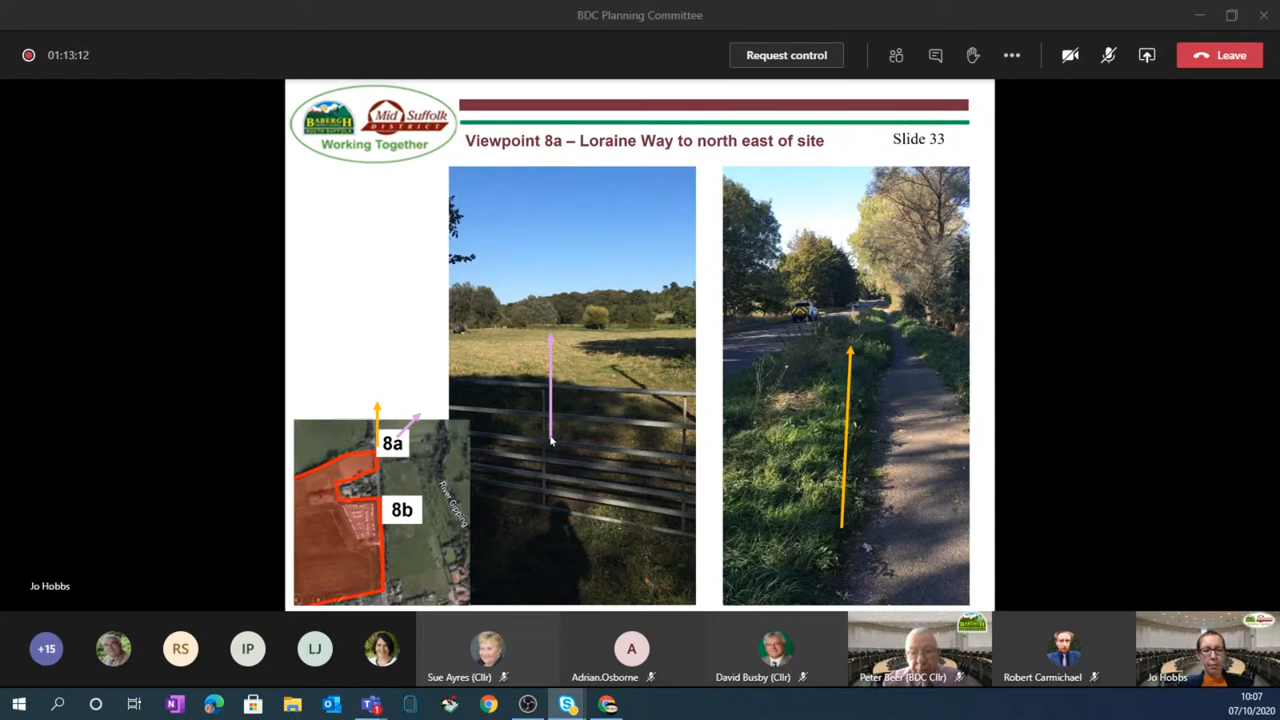 BDC Planning Committee
01:13:12
Request control
Leave
BABERGH
SOUTH SUFFOLK
Mid Suffolk
DISTRICT
Working Together
Viewpoint 8a – Loraine Way to north east of site
Slide 33
8a
8b
River Gipping
Jo Hobbs
+15
RS
IP
LJ
Sue Ayres (Cllr)
A
Adrian.Osborne
David Busby (Cllr)
Peter Beer (BDC Cllr)
Robert Carmichael
Jo Hobbs
10:07
07/10/2020